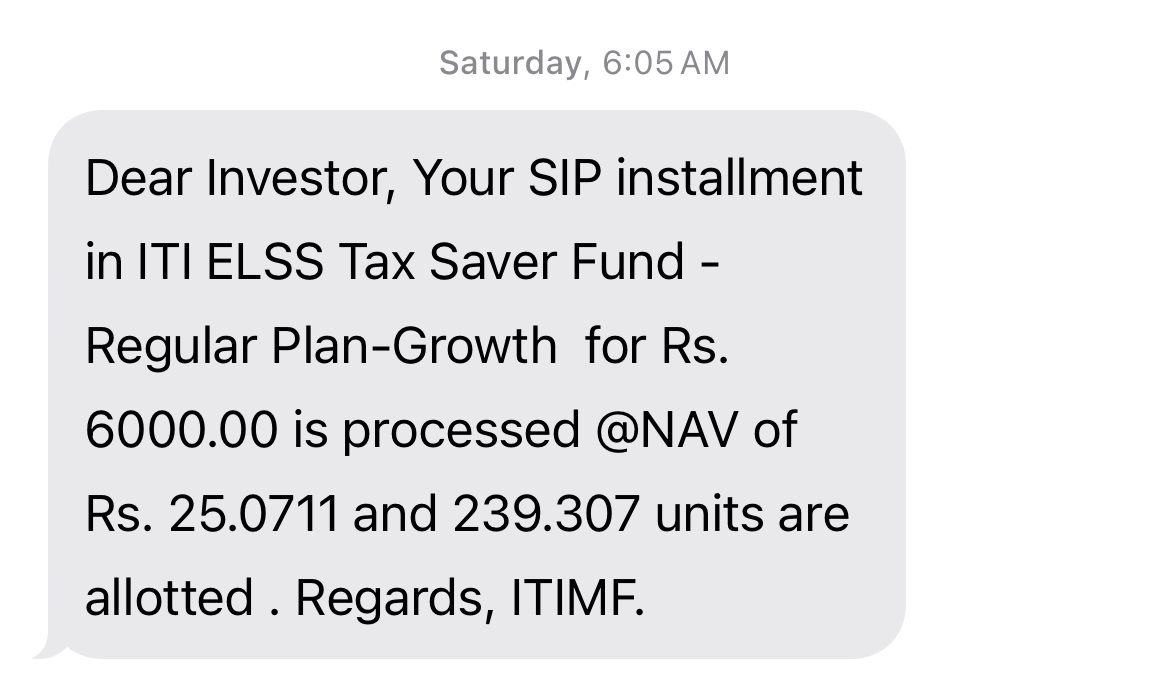 Saturday, 6:05 AM
Dear Investor, Your SIP installment
in ITI ELSS Tax Saver Fund -
Regular Plan-Growth  for Rs.
6000.00 is processed @NAV of
Rs. 25.0711 and 239.307 units are
allotted . Regards, ITIMF.